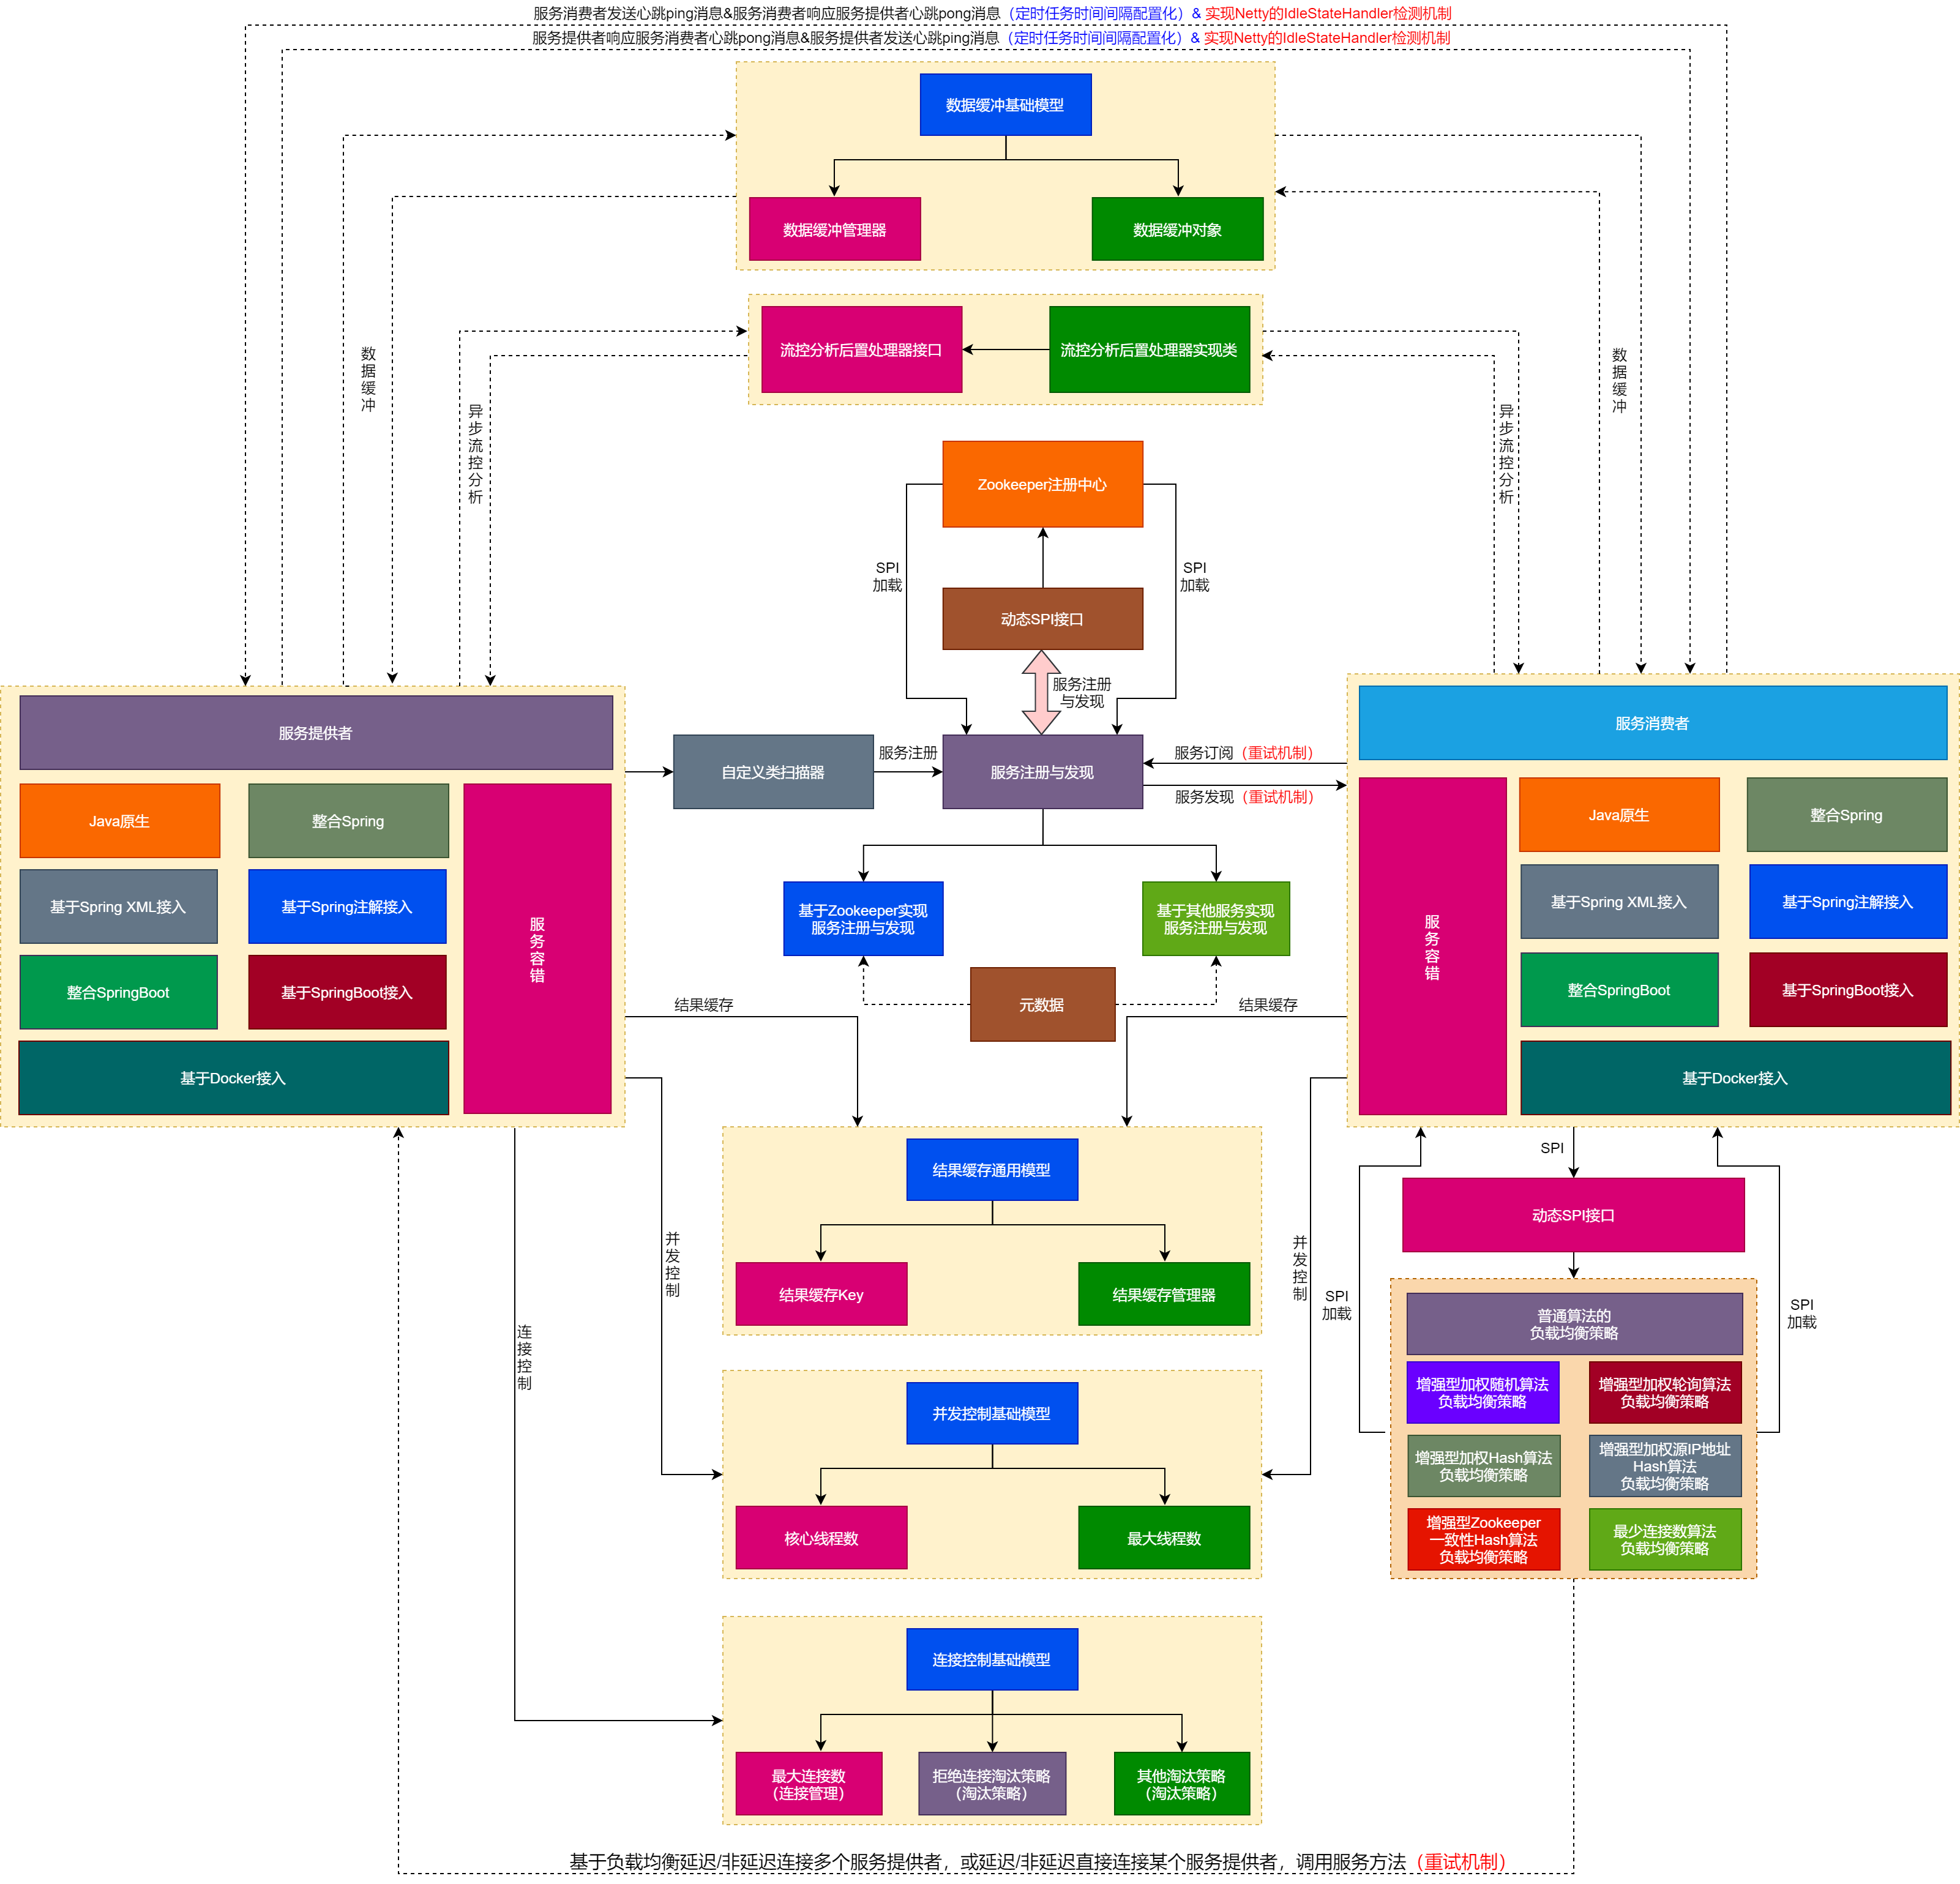 服务消费者发送心跳ping消息&服务消费者响应服务提供者心跳pong消息（定时任务时间间隔配置化）& 实现Netty的IdleStateHandler检测机制
服务提供者响应服务消费者心跳pong消息&服务提供者发送心跳ping消息（定时任务时间间隔配置化）& 实现Netty的IdleStateHandler检测机制
数据缓冲基础模型
数据缓冲管理器
数据缓冲对象
流控分析后置处理器接口
流控分析后置处理器实现类
数据缓冲
异步流控分析
异步流控分析
数据缓冲
Zookeeper注册中心
SPI
加载
SPI
加载
动态SPI接口
服务注册
与发现
服务提供者
Java原生
整合Spring
基于Spring XML接入
基于Spring注解接入
整合SpringBoot
基于SpringBoot接入
基于Docker接入
服务容错
自定义类扫描器
服务注册
服务注册与发现
服务订阅（重试机制）
服务发现（重试机制）
基于Zookeeper实现
服务注册与发现
基于其他服务实现
服务注册与发现
元数据
结果缓存
结果缓存
服务消费者
服务容错
Java原生
整合Spring
基于Spring XML接入
基于Spring注解接入
整合SpringBoot
基于SpringBoot接入
基于Docker接入
结果缓存通用模型
结果缓存Key
结果缓存管理器
并发控制
并发控制
连接控制
并发控制基础模型
核心线程数
最大线程数
连接控制基础模型
最大连接数
（连接管理）
拒绝连接淘汰策略
（淘汰策略）
其他淘汰策略
（淘汰策略）
SPI
动态SPI接口
SPI
加载
SPI
加载
普通算法的
负载均衡策略
增强型加权随机算法
负载均衡策略
增强型加权轮询算法
负载均衡策略
增强型加权Hash算法
负载均衡策略
增强型加权源IP地址
Hash算法
负载均衡策略
增强型Zookeeper
一致性Hash算法
负载均衡策略
最少连接数算法
负载均衡策略
基于负载均衡延迟/非延迟连接多个服务提供者，或延迟/非延迟直接连接某个服务提供者，调用服务方法（重试机制）